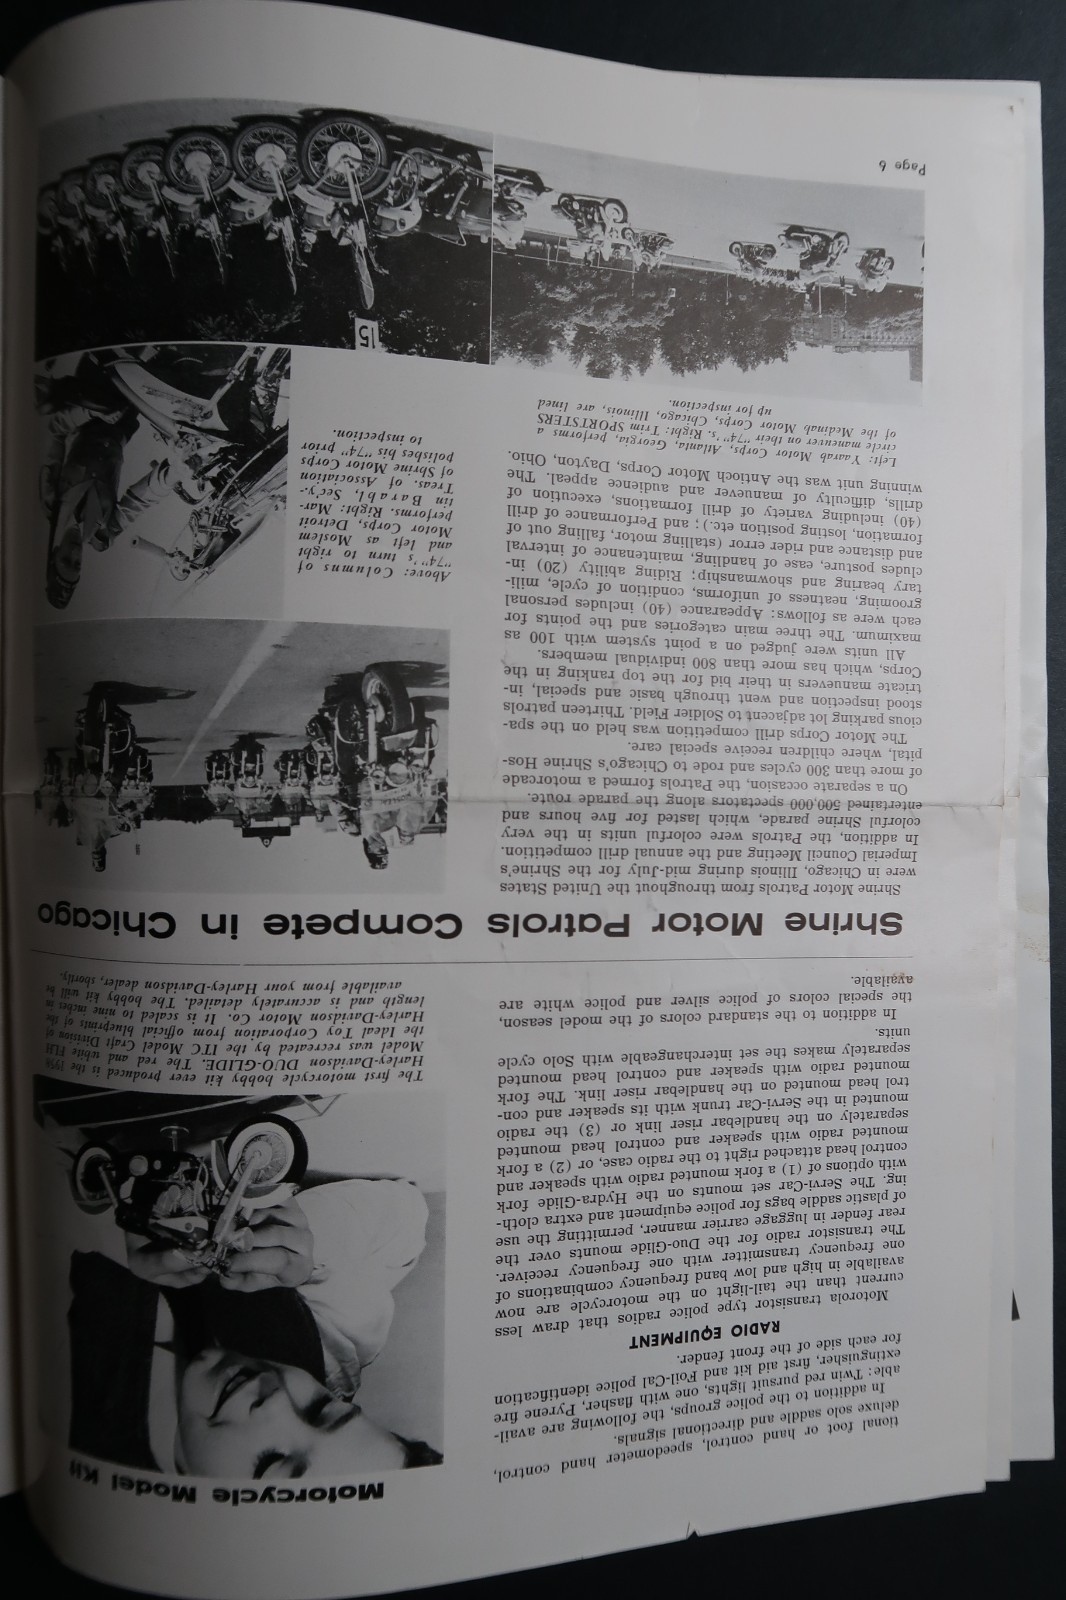 tional foot or hand control, speedometer hand control,
deluxe solo saddle and directional signals.
In addition to the police groups, the following are avail-
able: Twin red pursuit lights, one with flasher, Pyrene fire
extinguisher, first aid kit and Foil-Cal police identification
for each side of the front fender.
RADIO EQUIPMENT
Motorola transistor type police radios that draw less
current than the tail-light on the motorcycle are now
available in high and low band frequency combinations of
one frequency transmitter with one frequency receiver.
The transistor radio for the Duo-Glide mounts over the
rear fender in luggage carrier manner, permitting the use
of plastic saddle bags for police equipment and extra cloth-
ing. The Servi-Car set mounts on the Hydra-Glide fork
with options of (1) a fork mounted radio with speaker and
control head attached right to the radio case, or (2) a fork
mounted radio with speaker and control head mounted
separately on the handlebar riser link or (3) the radio
mounted in the Servi-Car trunk with its speaker and con-
trol head mounted on the handlebar riser link. The fork
mounted radio with speaker and control head mounted
separately makes the set interchangeable with Solo cycle
units.
In addition to the standard colors of the model season,
the special colors of police silver and police white are
available.
Motorcycle Model Kit
The first motorcycle hobby kit ever produced is the 1958
Harley-Davidson DUO-GLIDE. The red and white FLH
Model was recreated by the ITC Model Craft Division of
the Ideal Toy Corporation from official blueprints of the
Harley-Davidson Motor Co. It is scaled to nine inches in
length and is accurately detailed. The hobby kit will be
available from your Harley-Davidson dealer, shortly.
Shrine Motor Patrols Compete in Chicago
Shrine Motor Patrols from throughout the United States
were in Chicago, Illinois during mid-July for the Shrine's
Imperial Council Meeting and the annual drill competition.
In addition, the Patrols were colorful units in the very
colorful Shrine parade, which lasted for five hours and
entertained 500,000 spectators along the parade route.
On a separate occasion, the Patrols formed a motorcade
of more than 300 cycles and rode to Chicago's Shrine Hos-
pital, where children receive special care.
The Motor Corps drill competition was held on the spa-
cious parking lot adjacent to Soldier Field. Thirteen patrols
stood inspection and went through basic and special, in-
tricate maneuvers in their bid for the top ranking in the
Corps, which has more than 800 individual members.
All units were judged on a point system with 100 as
maximum. The three main categories and the points for
each were as follows: Appearance (40) includes personal
grooming, neatness of uniforms, condition of cycle, mili-
tary bearing and showmanship; Riding ability (20) in-
cludes posture, ease of handling, maintenance of interval
and distance and rider error (stalling motor, falling out of
formation, losting position etc.); and Performance of drill
(40) including variety of drill formations, execution of
drills, difficulty of maneuver and audience appeal. The
winning unit was the Antioch Motor Corps, Dayton, Ohio.
Above: Columns of
"74"'s turn to right
and left as Moslem
Motor Corps, Detroit
performs. Right: Mar-
tin Barabl, Sec'y.-
Treas. of Association
of Shrine Motor Corps
polishes his "74" prior
to inspection.
Left: Yaarab Motor Corps, Atlanta, Georgia, performs a
circle maneuver on their "74"'s. Right: Trim SPORTSTERS
of the Medinah Motor Corps, Chicago, Illinois, are lined
up for inspection.
15
Page 6